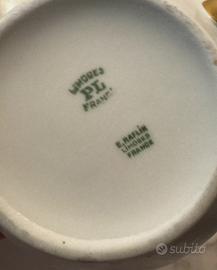 LIMOGES
PL
FRANCE
E. RAFLIN
LIMOGES
FRANCE
subito